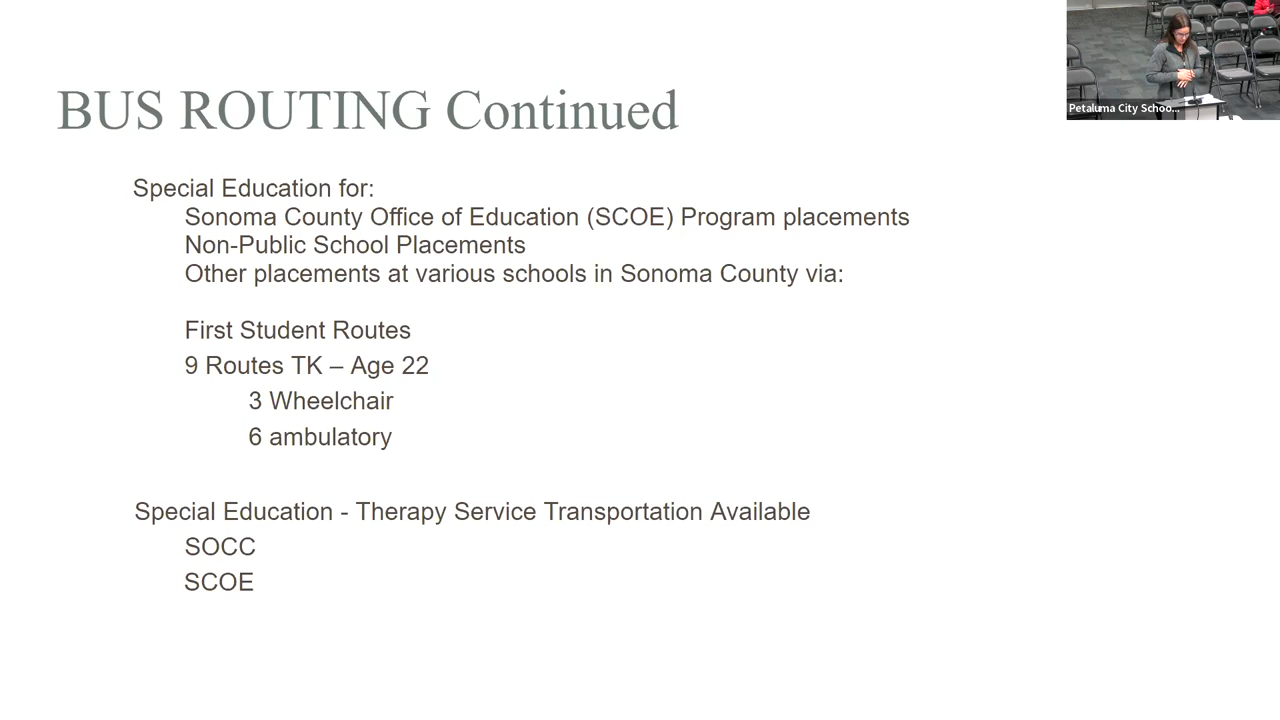 BUS ROUTING Continued
Petaluma City Schoo...
Special Education for:
Sonoma County Office of Education (SCOE) Program placements
Non-Public School Placements
Other placements at various schools in Sonoma County via:
First Student Routes
9 Routes TK – Age 22
3 Wheelchair
6 ambulatory
Special Education - Therapy Service Transportation Available
SOCC
SCOE